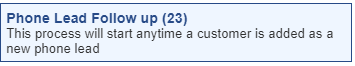 Phone Lead Follow up (23)
This process will start anytime a customer is added as a
new phone lead